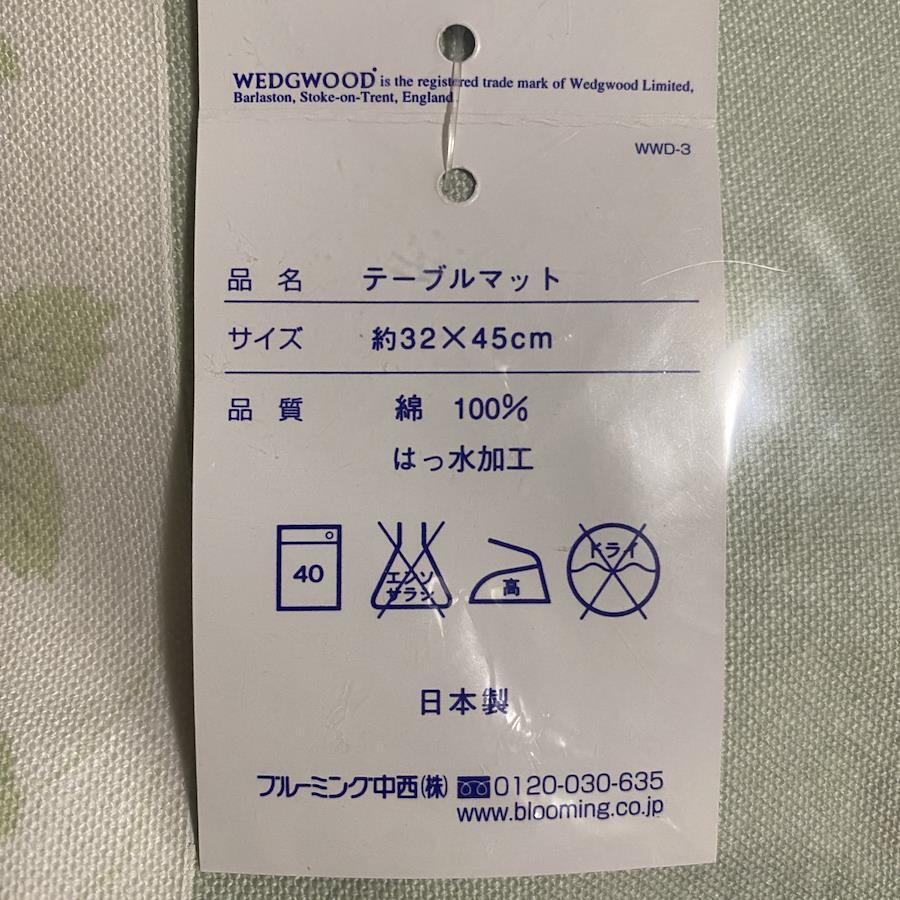 WEDGWOOD® is the registered trade mark of Wedgwood Limited,
Barlaston, Stoke-on-Trent, England.
WWD-3
品 名 テーブルマット
サイズ 約32×45cm
品 質 綿 100%
はっ水加工
40
エンソ
サラシ
高
ドライ
日本製
ブルーミング中西(株) 0120-030-635
www.blooming.co.jp